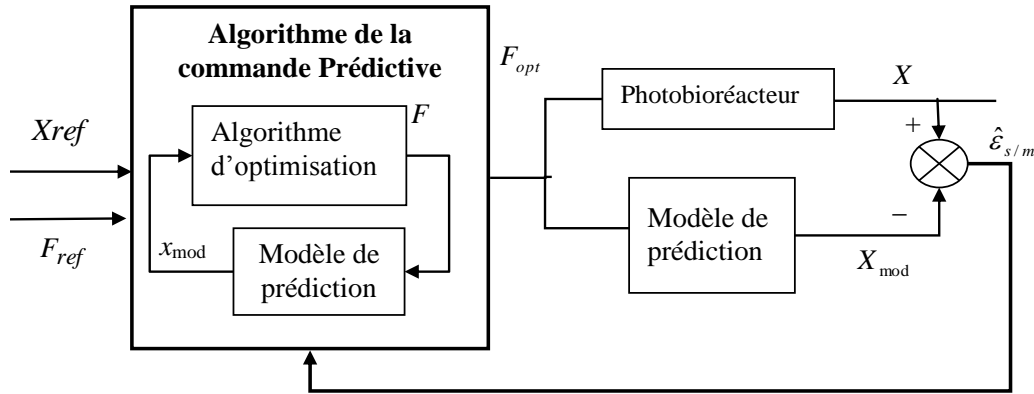 Algorithme de la
commande Prédictive
Xref
F_ref
Algorithme
d'optimisation
F
x_mod
Modèle de
prédiction
F_opt
Photobioréacteur
X
+
ε̂_s/m
Modèle de
prédiction
−
X_mod